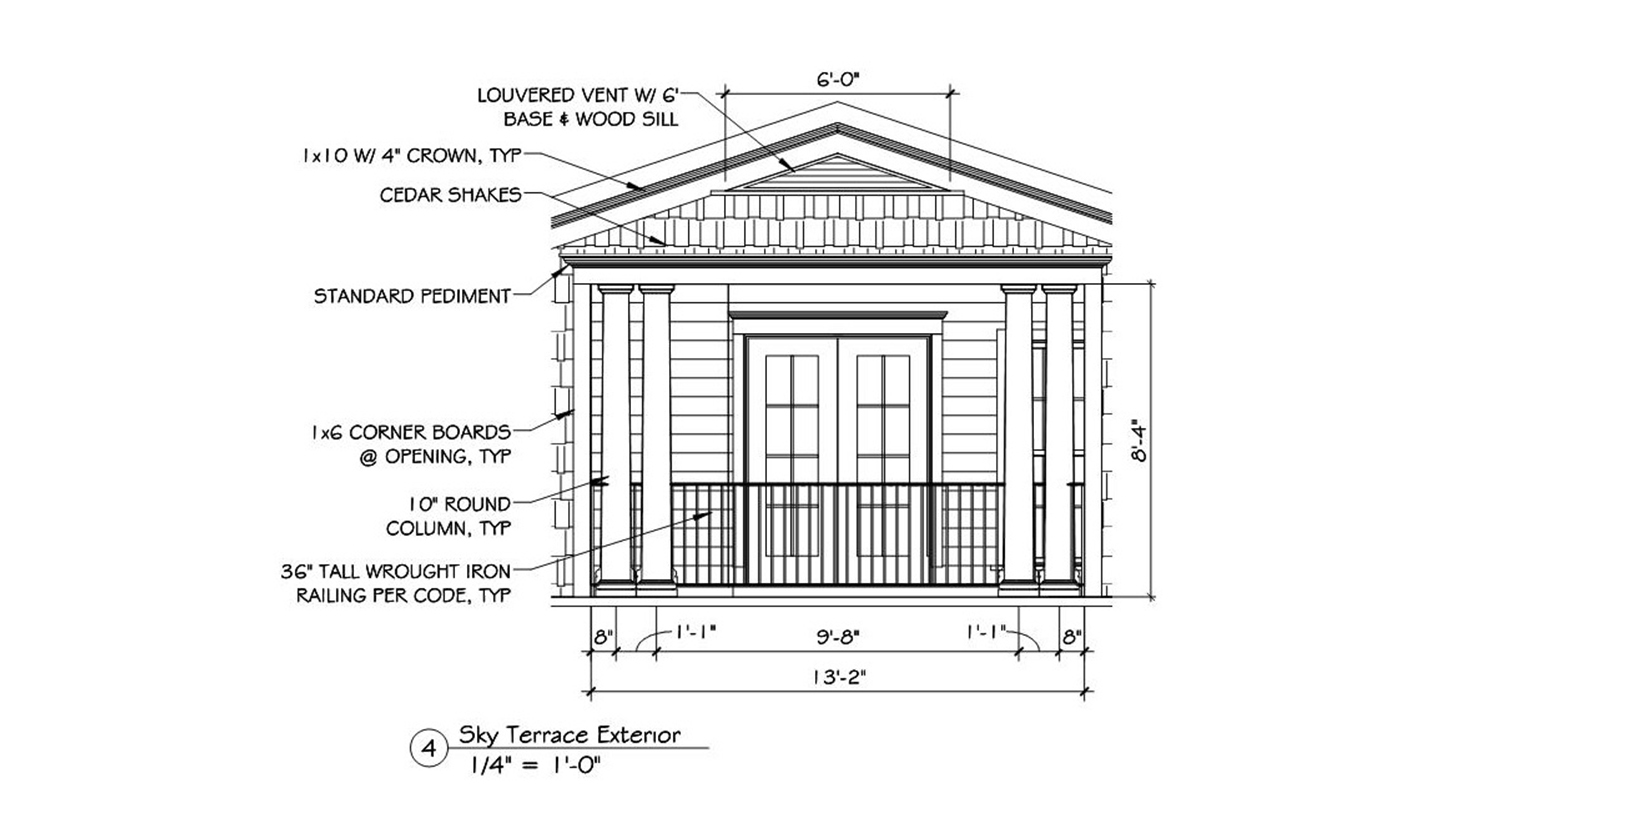 6'-0"
LOUVERED VENT W/ 6'
BASE & WOOD SILL
1x10 W/ 4" CROWN, TYP
CEDAR SHAKES
STANDARD PEDIMENT
8'-4"
1x6 CORNER BOARDS
@ OPENING, TYP
10" ROUND
COLUMN, TYP
36" TALL WROUGHT IRON
RAILING PER CODE, TYP
8" 1'-1" 9'-8" 1'-1" 8"
13'-2"
4 Sky Terrace Exterior
1/4" = 1'-0"